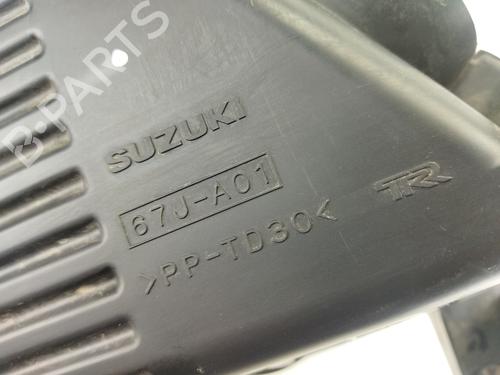 B-PARTS
SUZUKI
67J-A01
>PP-TD30<
TR